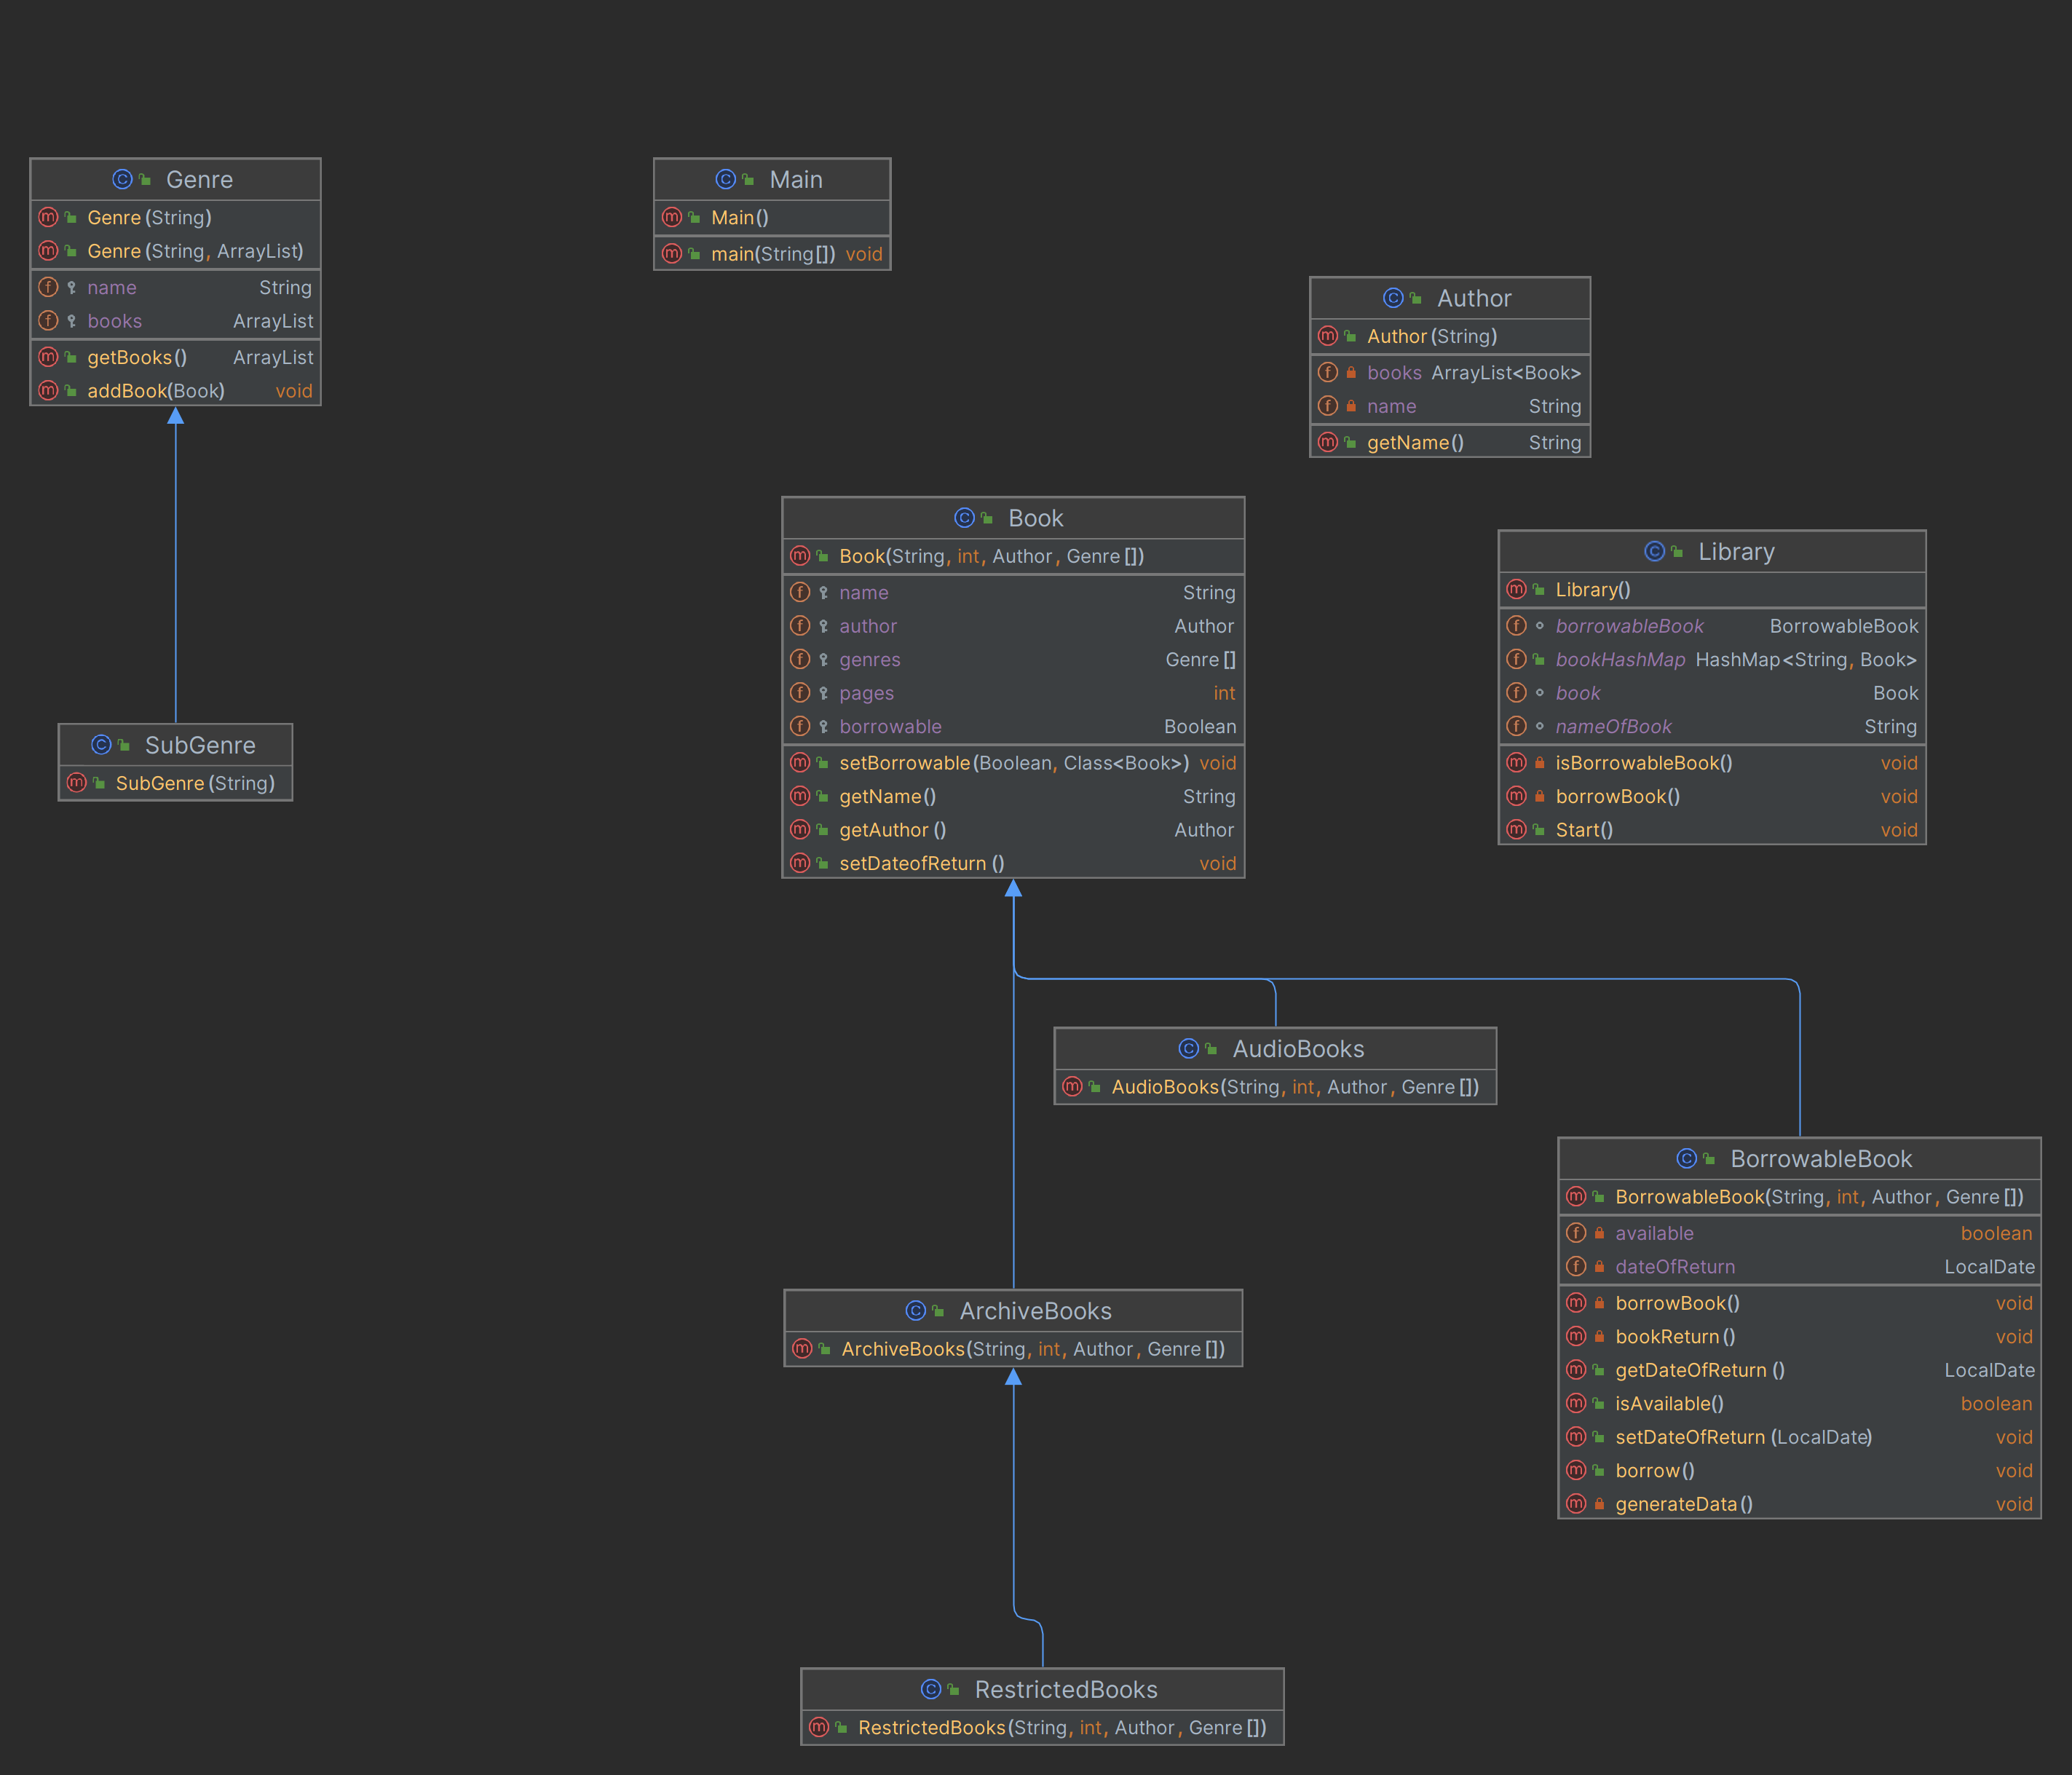 Genre
Genre(String)
Genre(String, ArrayList)
name String
books ArrayList
getBooks() ArrayList
addBook(Book) void
Main
Main()
main(String[]) void
Author
Author(String)
books ArrayList<Book>
name String
getName() String
Book
Book(String, int, Author, Genre[])
name String
author Author
genres Genre[]
pages int
borrowable Boolean
setBorrowable(Boolean, Class<Book>) void
getName() String
getAuthor() Author
setDateofReturn() void
Library
Library()
borrowableBook BorrowableBook
bookHashMap HashMap<String, Book>
book Book
nameOfBook String
isBorrowableBook() void
borrowBook() void
Start() void
SubGenre
SubGenre(String)
AudioBooks
AudioBooks(String, int, Author, Genre[])
BorrowableBook
BorrowableBook(String, int, Author, Genre[])
available boolean
dateOfReturn LocalDate
borrowBook() void
bookReturn() void
getDateOfReturn() LocalDate
isAvailable() boolean
setDateOfReturn(LocalDate) void
borrow() void
generateData() void
ArchiveBooks
ArchiveBooks(String, int, Author, Genre[])
RestrictedBooks
RestrictedBooks(String, int, Author, Genre[])